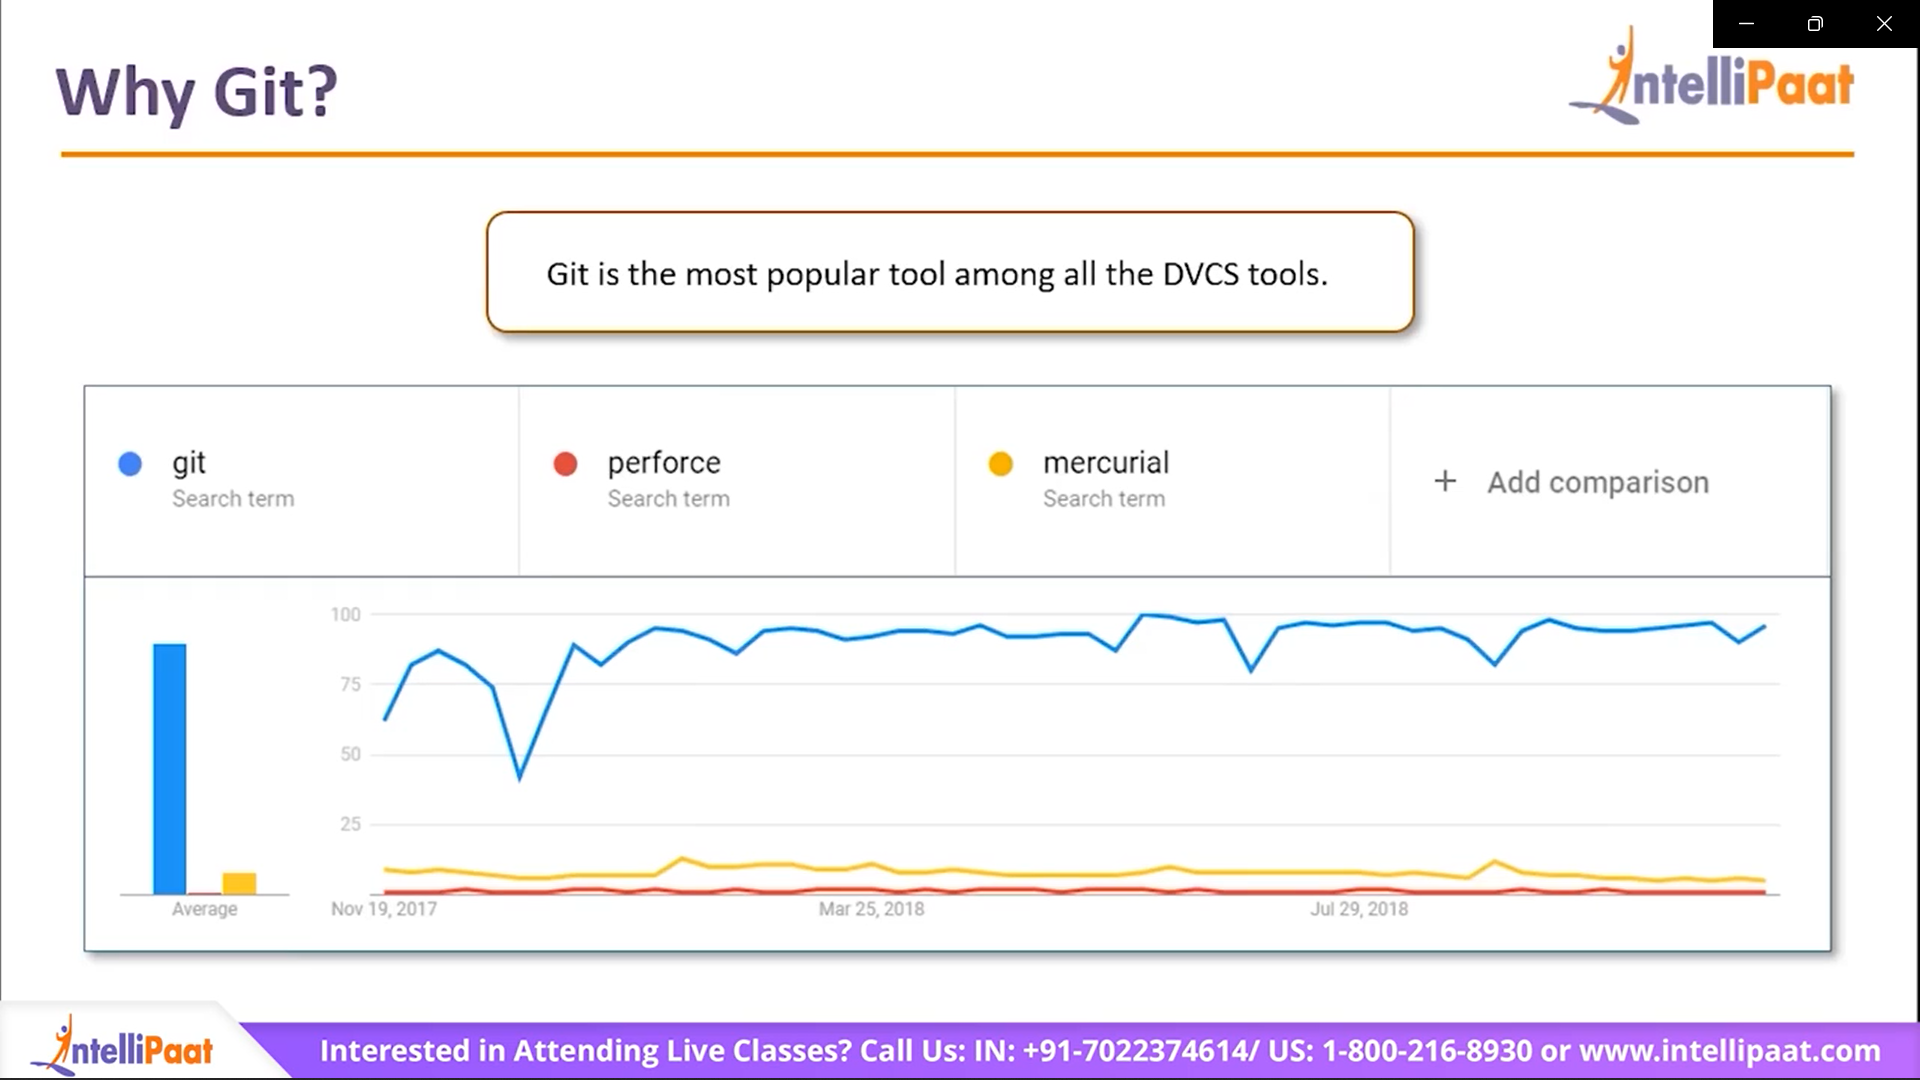 Why Git?
IntelliPaat
Git is the most popular tool among all the DVCS tools.
git
Search term
perforce
Search term
mercurial
Search term
+ Add comparison
100
75
50
25
Average
Nov 19, 2017
Mar 25, 2018
Jul 29, 2018
IntelliPaat
Interested in Attending Live Classes? Call Us: IN: +91-7022374614/ US: 1-800-216-8930 or www.intellipaat.com